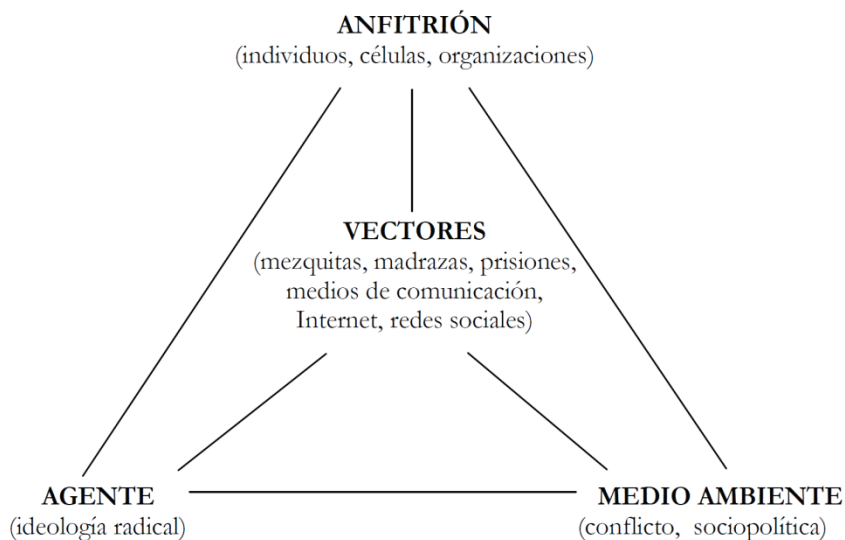 ANFITRIÓN
(individuos, células, organizaciones)
VECTORES
(mezquitas, madrazas, prisiones,
medios de comunicación,
Internet, redes sociales)
AGENTE
(ideología radical)
MEDIO AMBIENTE
(conflicto, sociopolítica)